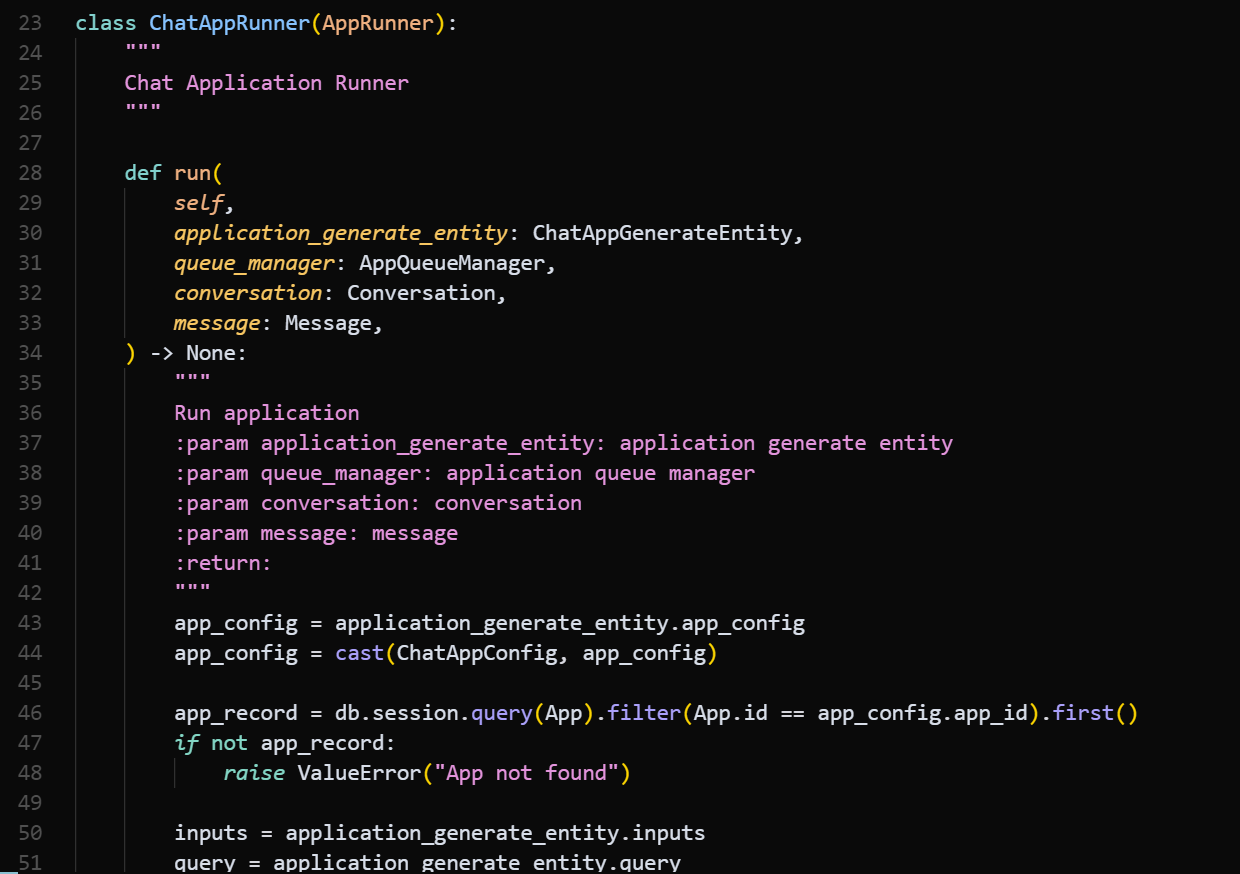 23 class ChatAppRunner(AppRunner):
24     """
25     Chat Application Runner
26     """
27
28     def run(
29         self,
30         application_generate_entity: ChatAppGenerateEntity,
31         queue_manager: AppQueueManager,
32         conversation: Conversation,
33         message: Message,
34     ) -> None:
35         """
36         Run application
37         :param application_generate_entity: application generate entity
38         :param queue_manager: application queue manager
39         :param conversation: conversation
40         :param message: message
41         :return:
42         """
43         app_config = application_generate_entity.app_config
44         app_config = cast(ChatAppConfig, app_config)
45
46         app_record = db.session.query(App).filter(App.id == app_config.app_id).first()
47         if not app_record:
48             raise ValueError("App not found")
49
50         inputs = application_generate_entity.inputs
51         query = application_generate_entity.query